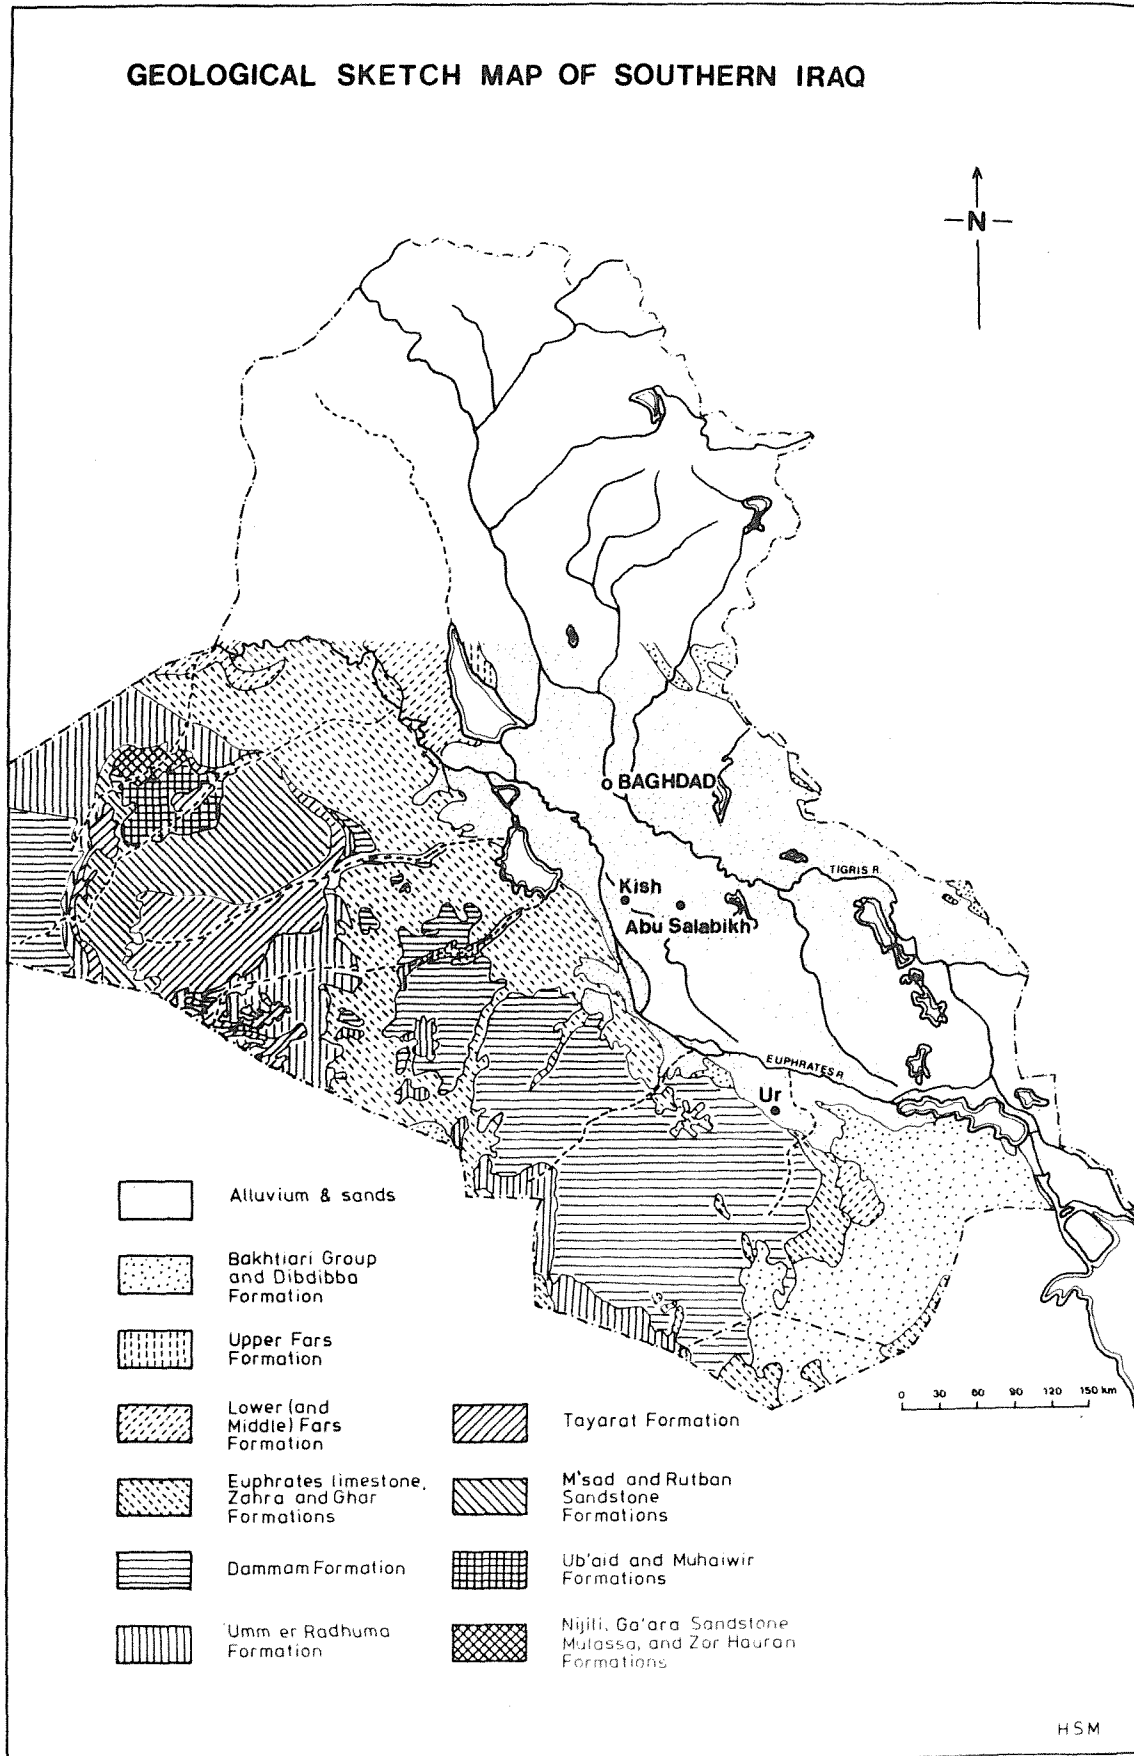 GEOLOGICAL SKETCH MAP OF SOUTHERN IRAQ
N
BAGHDAD
TIGRIS R.
Kish
Abu Salabikh
EUPHRATES R
Ur
Alluvium & sands
Bakhtiari Group
and Dibdibba
Formation
Upper Fars
Formation
Lower (and
Middle) Fars
Formation
Euphrates limestone,
Zahra and Ghar
Formations
Dammam Formation
Umm er Radhuma
Formation
0 30 60 90 120 150 km
Tayarat Formation
M'sad and Rutban
Sandstone
Formations
Ub'aid and Muhaiwir
Formations
Nijili, Ga'ara Sandstone
Mulassa, and Zor Hauran
Formations
HSM